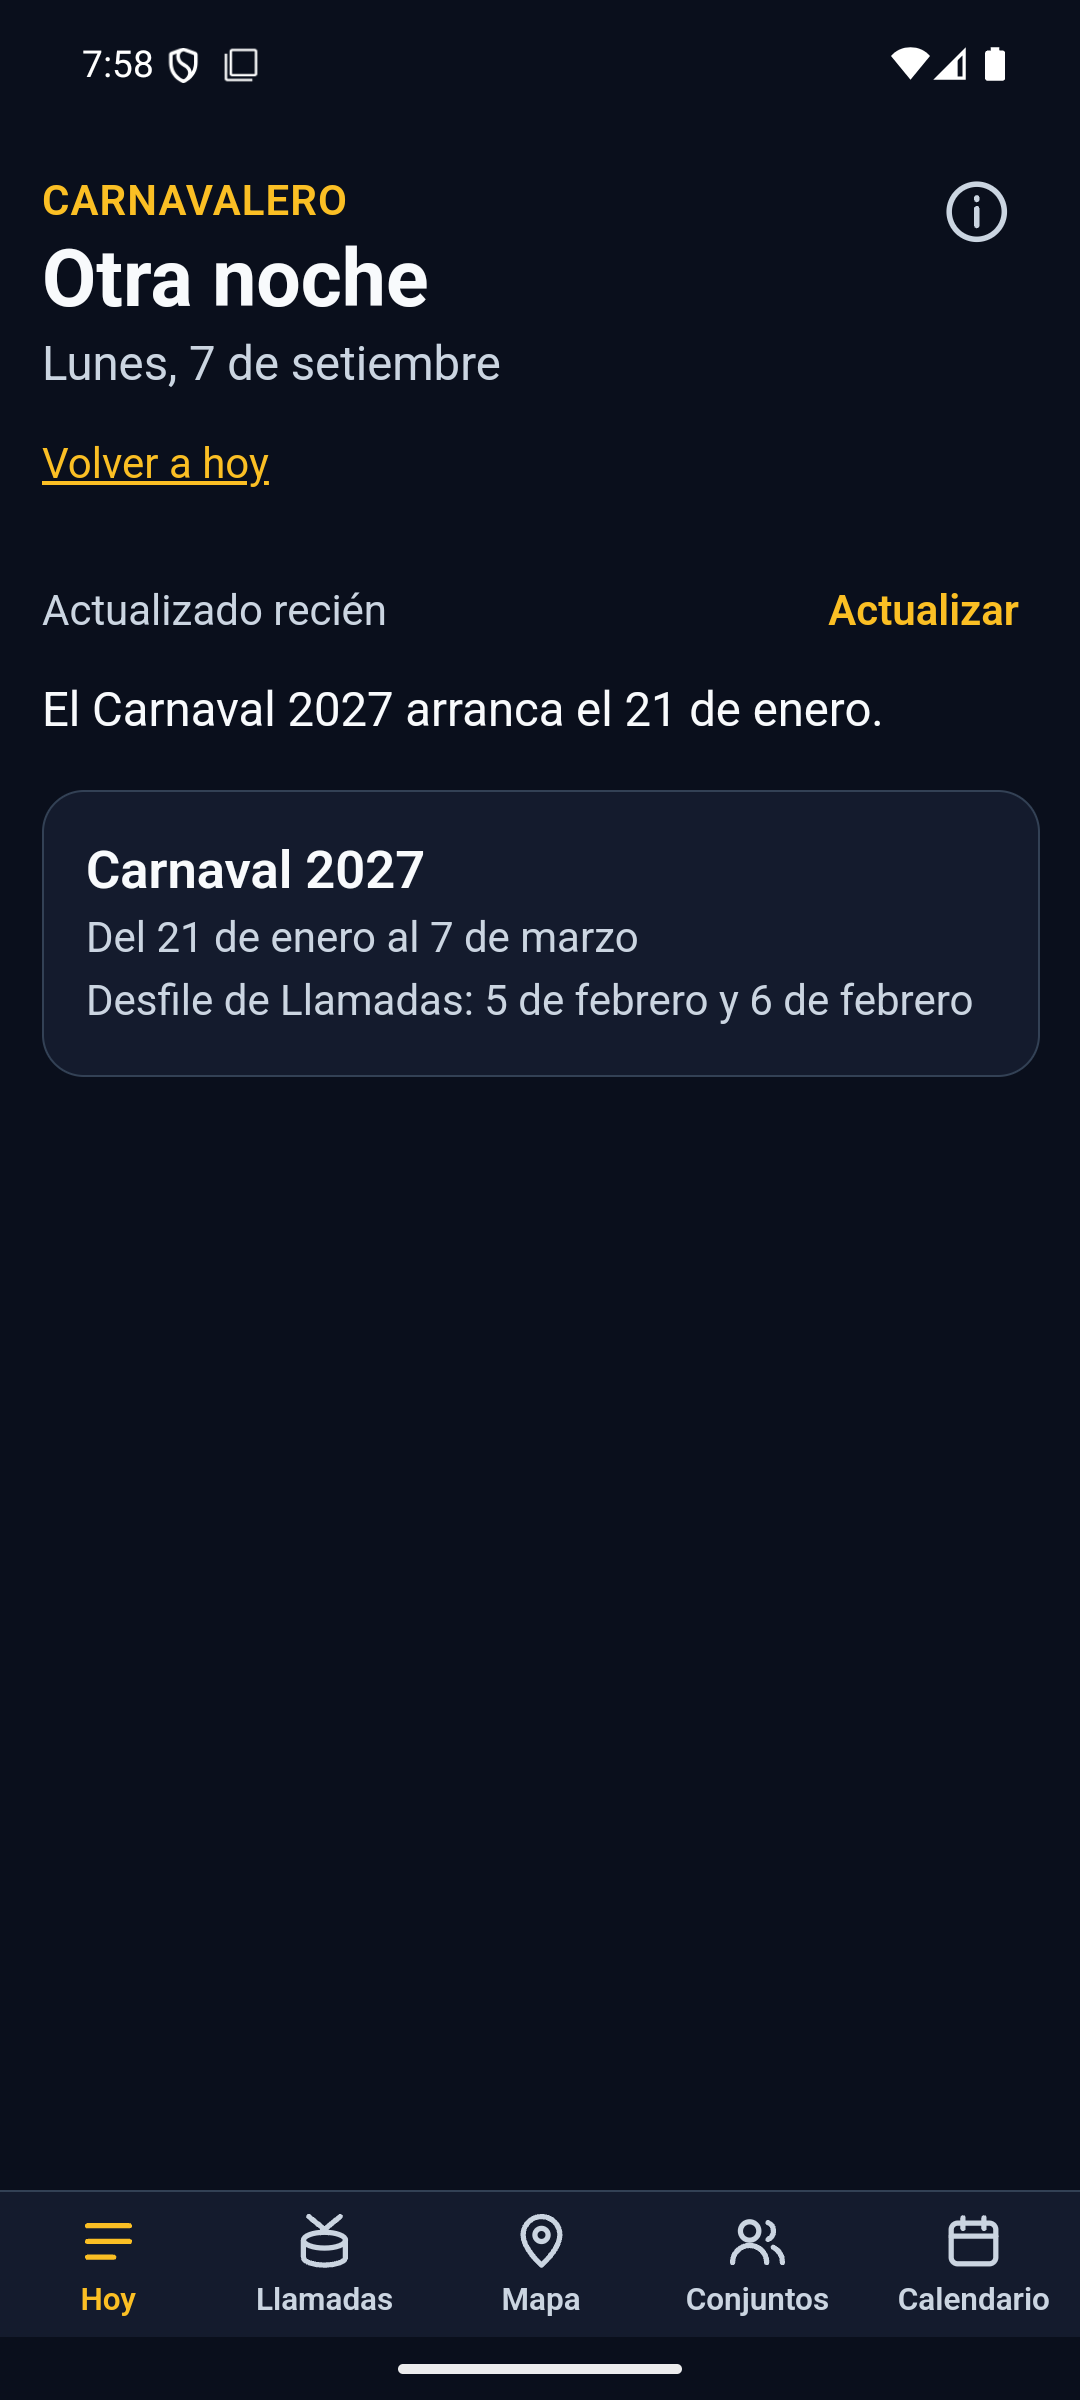 7:58
CARNAVALERO
Otra noche
Lunes, 7 de setiembre
Volver a hoy
Actualizado recién
Actualizar
El Carnaval 2027 arranca el 21 de enero.
Carnaval 2027
Del 21 de enero al 7 de marzo
Desfile de Llamadas: 5 de febrero y 6 de febrero
Hoy
Llamadas
Mapa
Conjuntos
Calendario